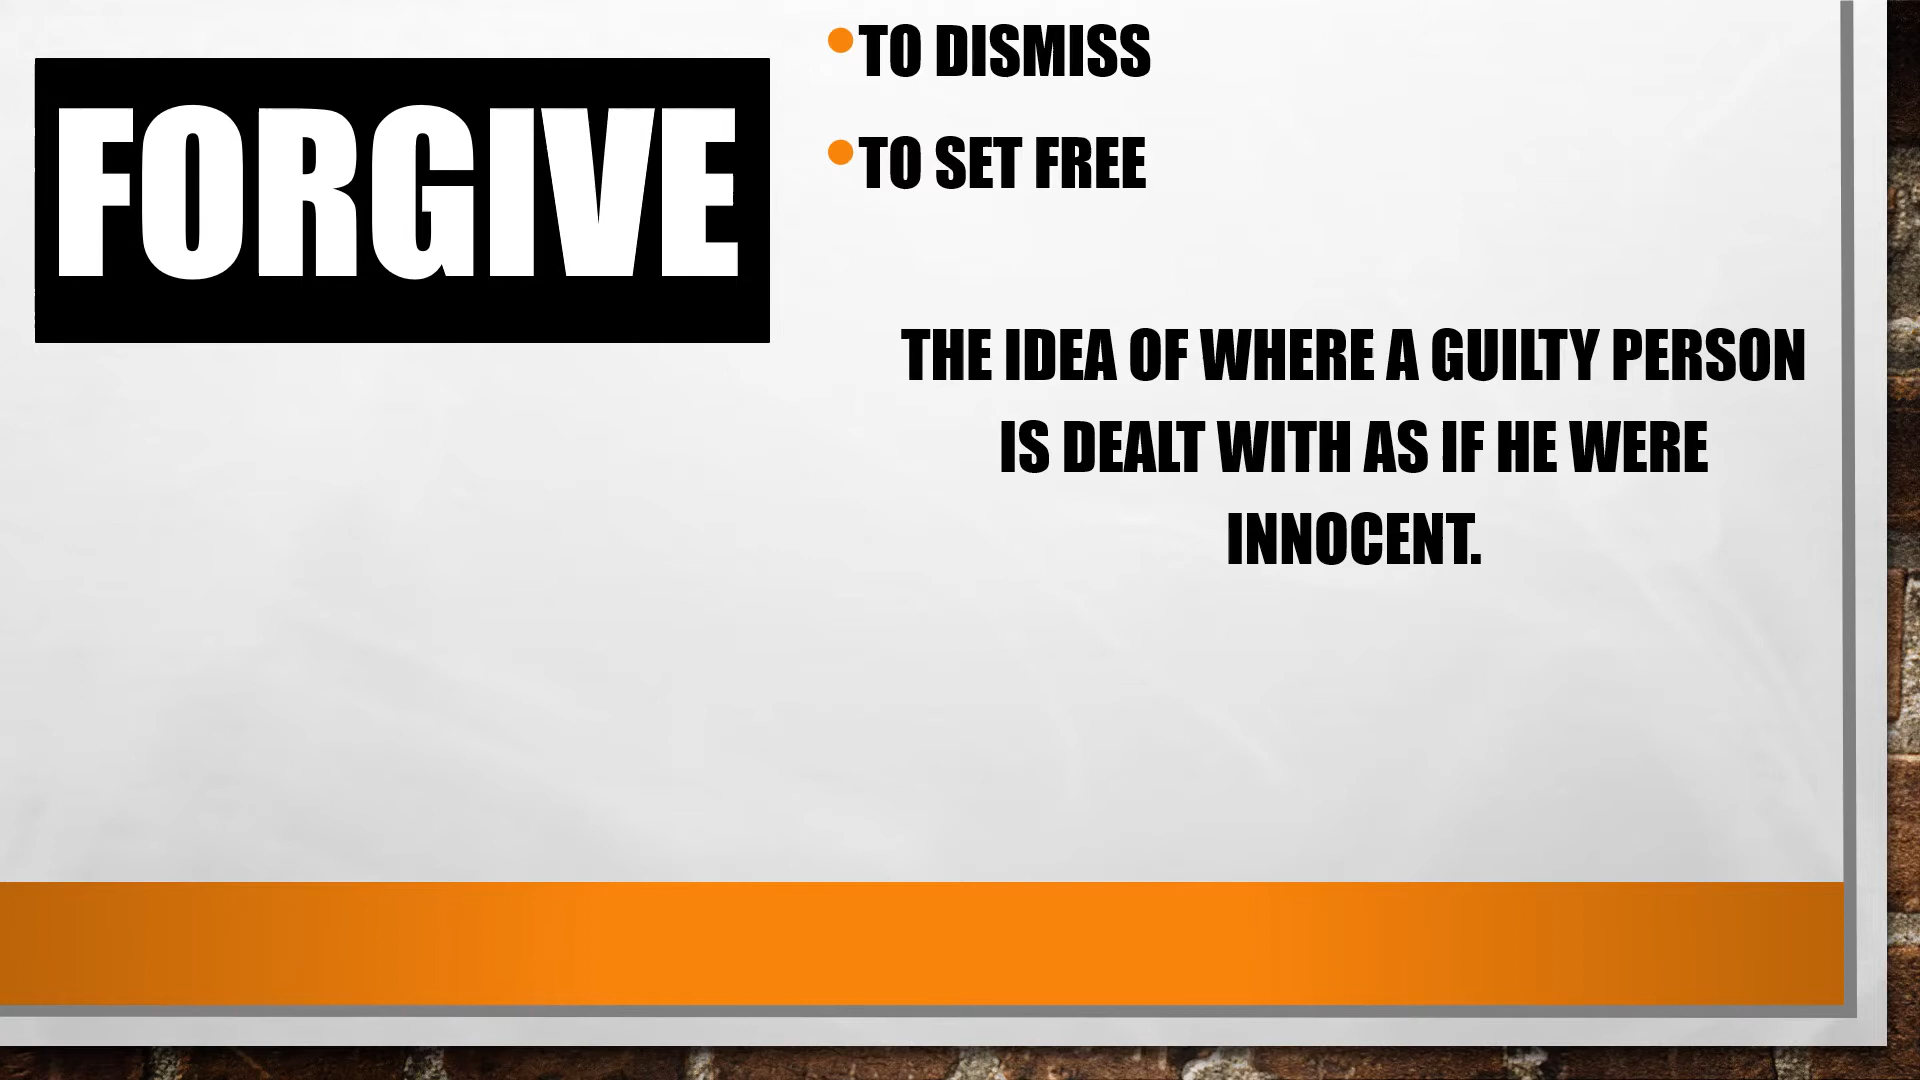 FORGIVE
•TO DISMISS
•TO SET FREE
THE IDEA OF WHERE A GUILTY PERSON
IS DEALT WITH AS IF HE WERE
INNOCENT.